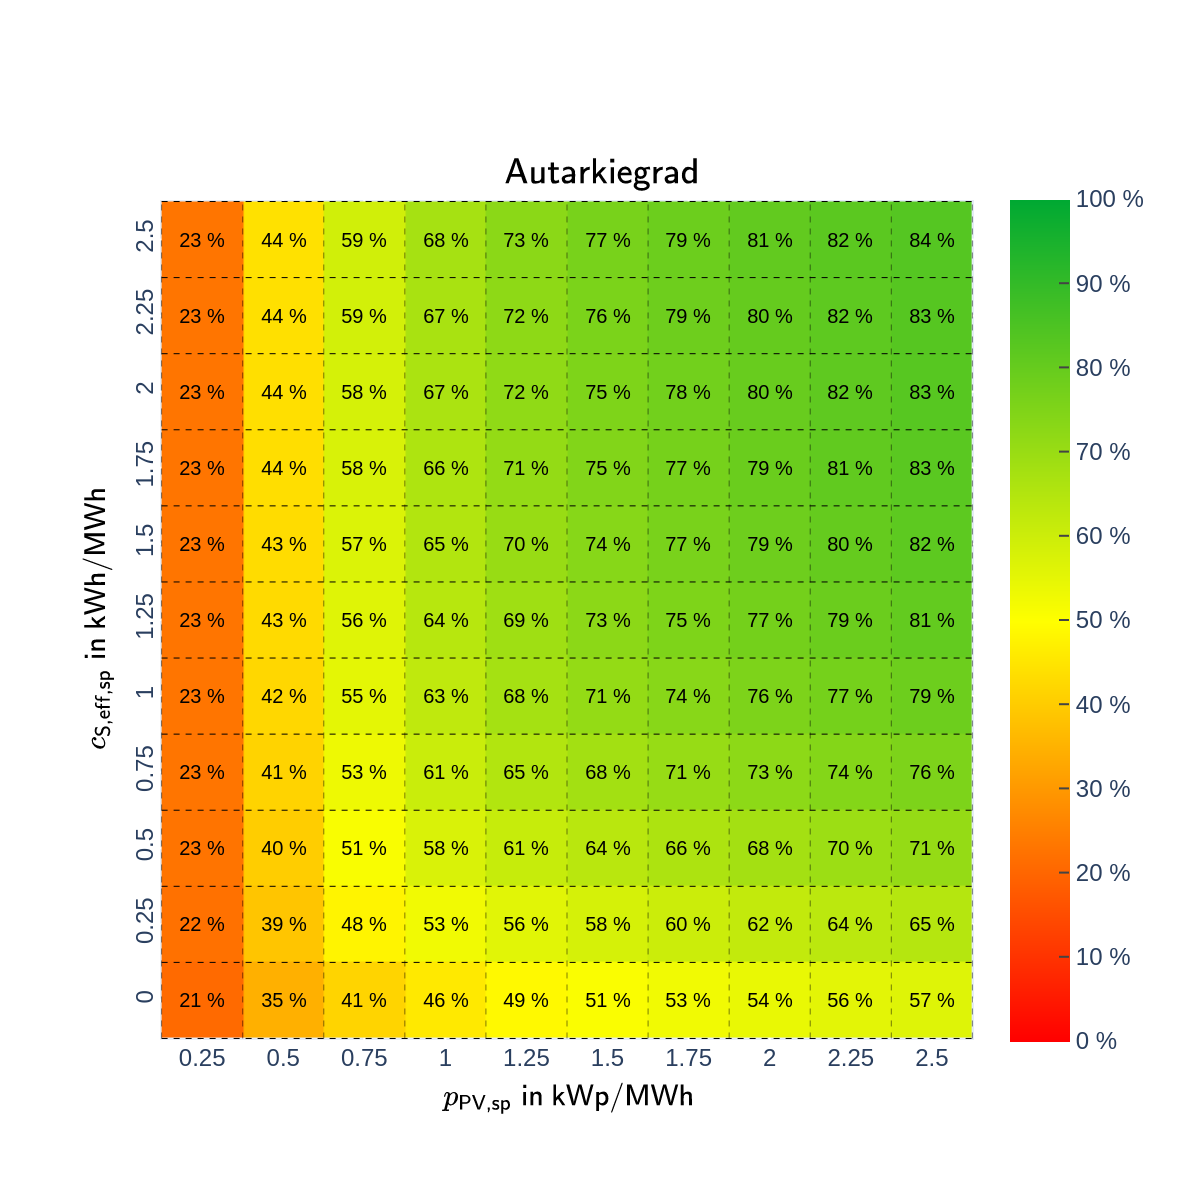 Autarkiegrad
100 %
2.5 23 % 44 % 59 % 68 % 73 % 77 % 79 % 81 % 82 % 84 %
90 %
2.25 23 % 44 % 59 % 67 % 72 % 76 % 79 % 80 % 82 % 83 %
80 %
2 23 % 44 % 58 % 67 % 72 % 75 % 78 % 80 % 82 % 83 %
70 %
1.75 23 % 44 % 58 % 66 % 71 % 75 % 77 % 79 % 81 % 83 %
60 %
1.5 23 % 43 % 57 % 65 % 70 % 74 % 77 % 79 % 80 % 82 %
50 %
1.25 23 % 43 % 56 % 64 % 69 % 73 % 75 % 77 % 79 % 81 %
40 %
1 23 % 42 % 55 % 63 % 68 % 71 % 74 % 76 % 77 % 79 %
30 %
0.75 23 % 41 % 53 % 61 % 65 % 68 % 71 % 73 % 74 % 76 %
20 %
0.5 23 % 40 % 51 % 58 % 61 % 64 % 66 % 68 % 70 % 71 %
0.25 22 % 39 % 48 % 53 % 56 % 58 % 60 % 62 % 64 % 65 %
10 %
0 21 % 35 % 41 % 46 % 49 % 51 % 53 % 54 % 56 % 57 %
0 %
0.25 0.5 0.75 1 1.25 1.5 1.75 2 2.25 2.5
p PV,sp in kWp/MWh
c S,eff,sp in kWh/MWh